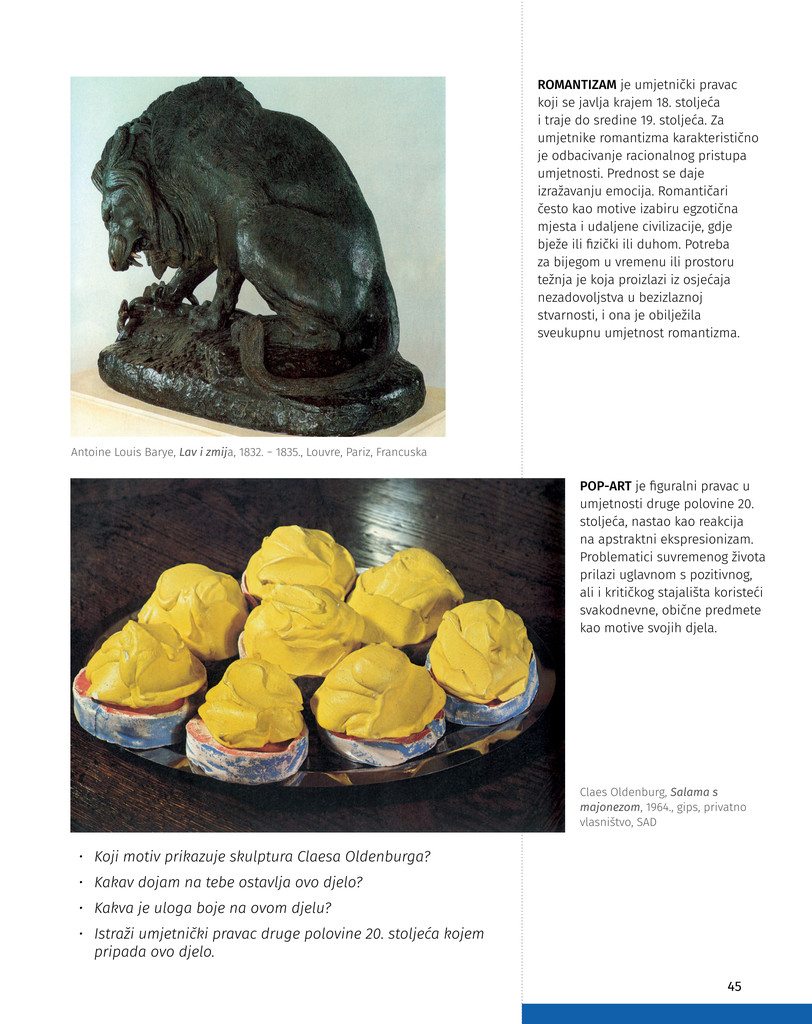 ROMANTIZAM je umjetnički pravac
koji se javlja krajem 18. stoljeća
i traje do sredine 19. stoljeća. Za
umjetnike romantizma karakteristično
je odbacivanje racionalnog pristupa
umjetnosti. Prednost se daje
izražavanju emocija. Romantičari
često kao motive izabiru egzotična
mjesta i udaljene civilizacije, gdje
bježe ili fizički ili duhom. Potreba
za bijegom u vremenu ili prostoru
težnja je koja proizlazi iz osjećaja
nezadovoljstva u bezizlaznoj
stvarnosti, i ona je obilježila
sveukupnu umjetnost romantizma.
Antoine Louis Barye, Lav i zmija, 1832. – 1835., Louvre, Pariz, Francuska
POP-ART je figuralni pravac u
umjetnosti druge polovine 20.
stoljeća, nastao kao reakcija
na apstraktni ekspresionizam.
Problematici suvremenog života
prilazi uglavnom s pozitivnog,
ali i kritičkog stajališta koristeći
svakodnevne, obične predmete
kao motive svojih djela.
Claes Oldenburg, Salama s
majonezom, 1964., gips, privatno
vlasništvo, SAD
• Koji motiv prikazuje skulptura Claesa Oldenburga?
• Kakav dojam na tebe ostavlja ovo djelo?
• Kakva je uloga boje na ovom djelu?
• Istraži umjetnički pravac druge polovine 20. stoljeća kojem
pripada ovo djelo.
45